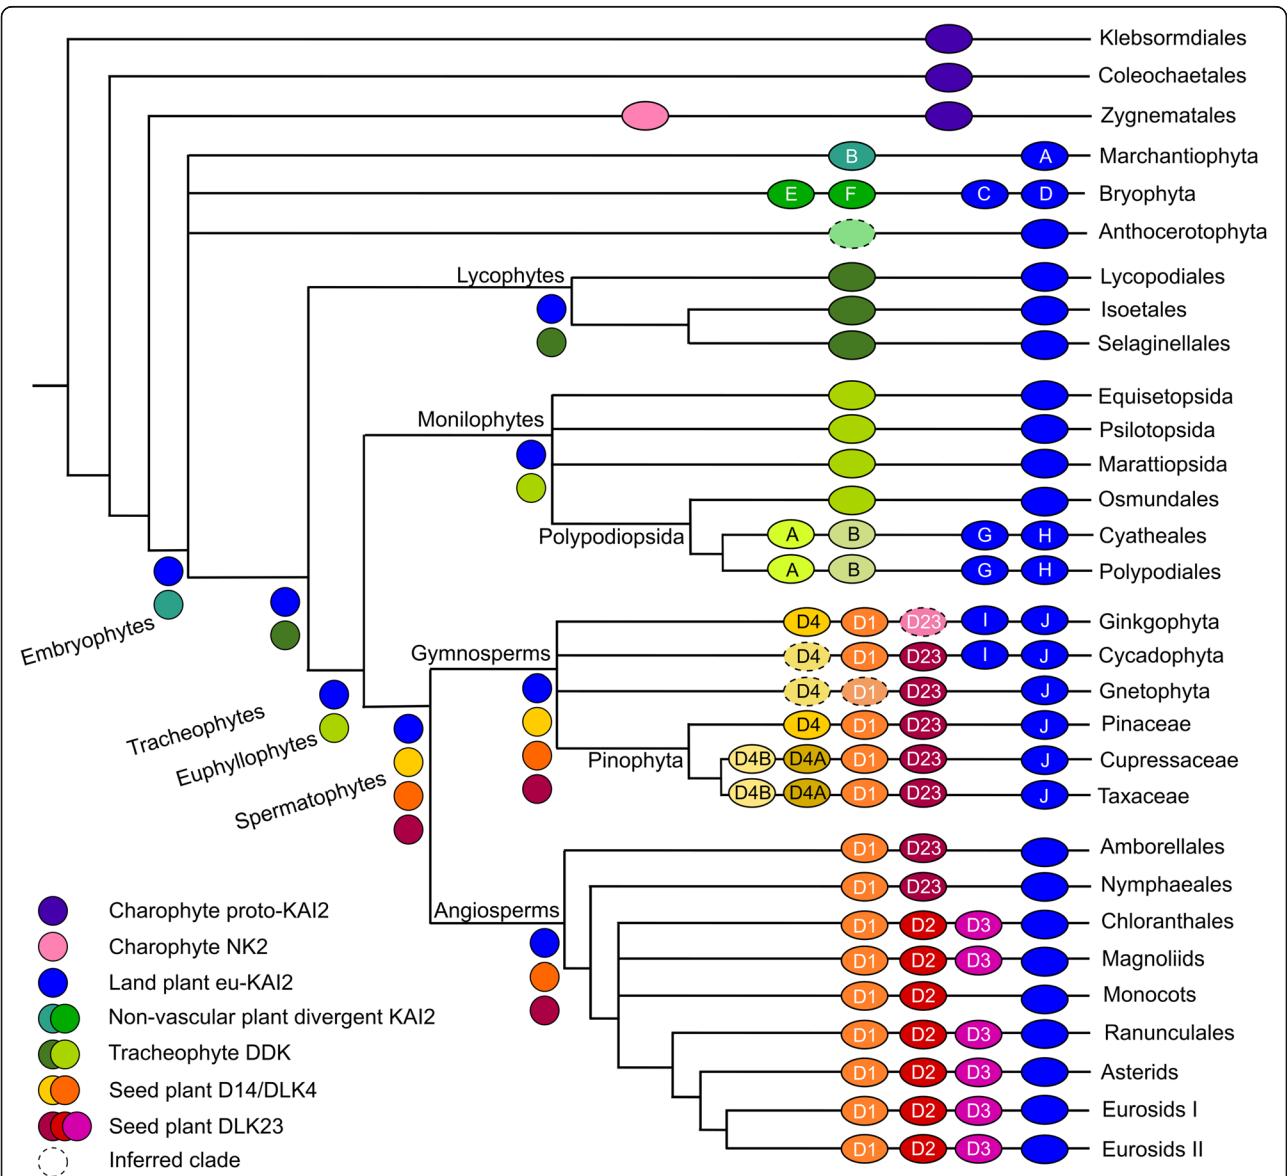 Klebsormdiales
Coleochaetales
Zygnematales
B A Marchantiophyta
E F C D Bryophyta
Anthocerotophyta
Lycophytes
Lycopodiales
Isoetales
Selaginellales
Equisetopsida
Monilophytes
Psilotopsida
Marattiopsida
Osmundales
Polypodiopsida
A B G H Cyatheales
A B G H Polypodiales
Embryophytes
D4 D1 D23 I J Ginkgophyta
Gymnosperms
D4 D1 D23 I J Cycadophyta
D4 D1 D23 J Gnetophyta
Tracheophytes
D4 D1 D23 J Pinaceae
Euphyllophytes
Pinophyta
D4B D4A D1 D23 J Cupressaceae
Spermatophytes
D4B D4A D1 D23 J Taxaceae
D1 D23 Amborellales
D1 D23 Nymphaeales
Angiosperms
D1 D2 D3 Chloranthales
D1 D2 D3 Magnoliids
D1 D2 Monocots
D1 D2 D3 Ranunculales
D1 D2 D3 Asterids
D1 D2 D3 Eurosids I
D1 D2 D3 Eurosids II
Charophyte proto-KAI2
Charophyte NK2
Land plant eu-KAI2
Non-vascular plant divergent KAI2
Tracheophyte DDK
Seed plant D14/DLK4
Seed plant DLK23
Inferred clade